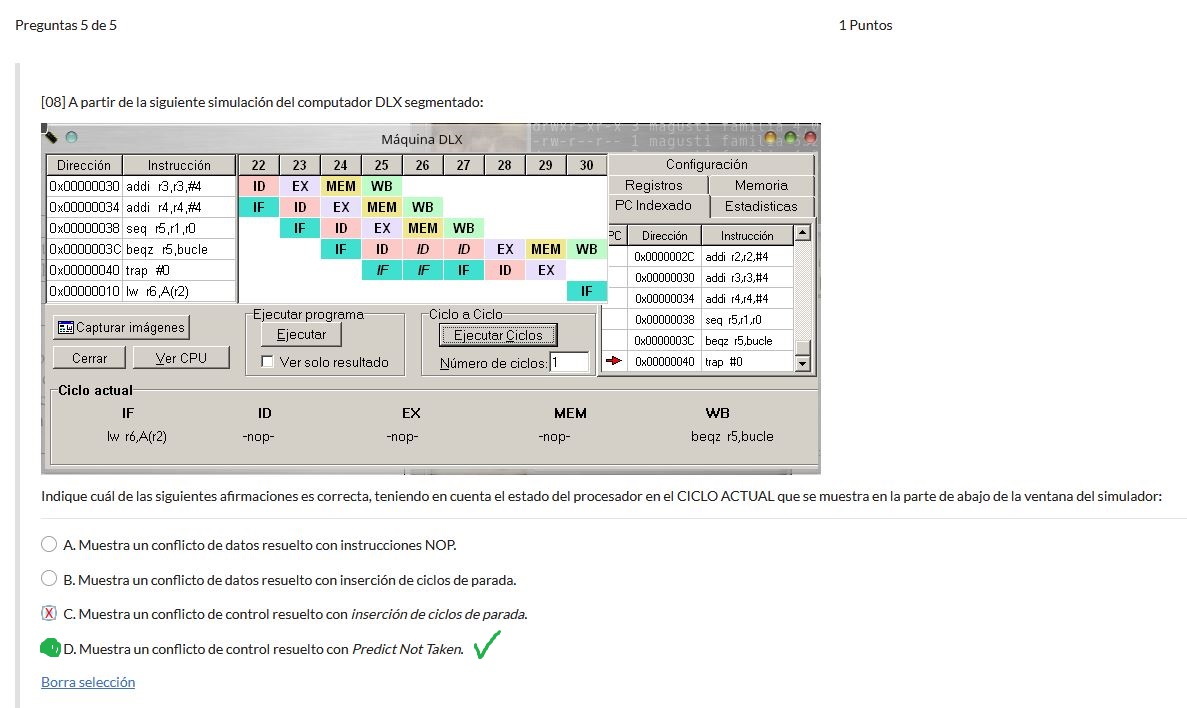 Preguntas 5 de 5 1 Puntos
[08] A partir de la siguiente simulación del computador DLX segmentado:
drwxr-xr-x 3 magusti familia
Máquina DLX -rw-r--r-- 1 magusti
Dirección Instrucción 22 23 24 25 26 27 28 29 30 Configuración
0x00000030 addi r3,r3,#4 ID EX MEM WB Registros Memoria
0x00000034 addi r4,r4,#4 IF ID EX MEM WB PC Indexado Estadisticas
0x00000038 seq r5,r1,r0 IF ID EX MEM WB PC Dirección Instrucción
0x0000003C beqz r5,bucle IF ID ID ID EX MEM WB 0x0000002C addi r2,r2,#4
0x00000040 trap #0 IF IF IF ID EX 0x00000030 addi r3,r3,#4
0x00000010 lw r6,A(r2) IF 0x00000034 addi r4,r4,#4
0x00000038 seq r5,r1,r0
0x0000003C beqz r5,bucle
0x00000040 trap #0
Ejecutar programa Ciclo a Ciclo
Capturar imágenes Ejecutar Ejecutar Ciclos
Cerrar Ver CPU Ver solo resultado Número de ciclos: 1
Ciclo actual
IF ID EX MEM WB
lw r6,A(r2) -nop- -nop- -nop- beqz r5,bucle
Indique cuál de las siguientes afirmaciones es correcta, teniendo en cuenta el estado del procesador en el CICLO ACTUAL que se muestra en la parte de abajo de la ventana del simulador:
A. Muestra un conflicto de datos resuelto con instrucciones NOP.
B. Muestra un conflicto de datos resuelto con inserción de ciclos de parada.
C. Muestra un conflicto de control resuelto con inserción de ciclos de parada.
D. Muestra un conflicto de control resuelto con Predict Not Taken.
Borra selección